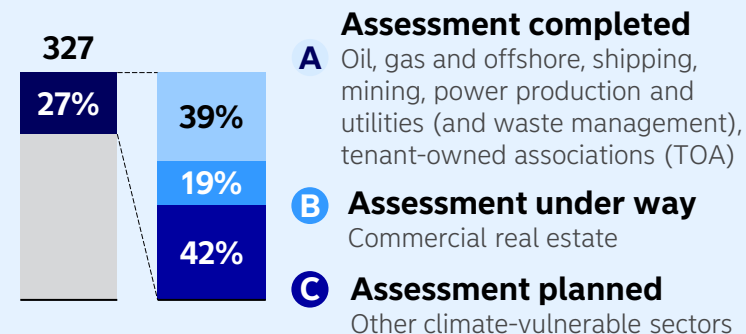 327
27%
39%
19%
42%
A
Assessment completed
Oil, gas and offshore, shipping,
mining, power production and
utilities (and waste management),
tenant-owned associations (TOA)
B
Assessment under way
Commercial real estate
C
Assessment planned
Other climate-vulnerable sectors